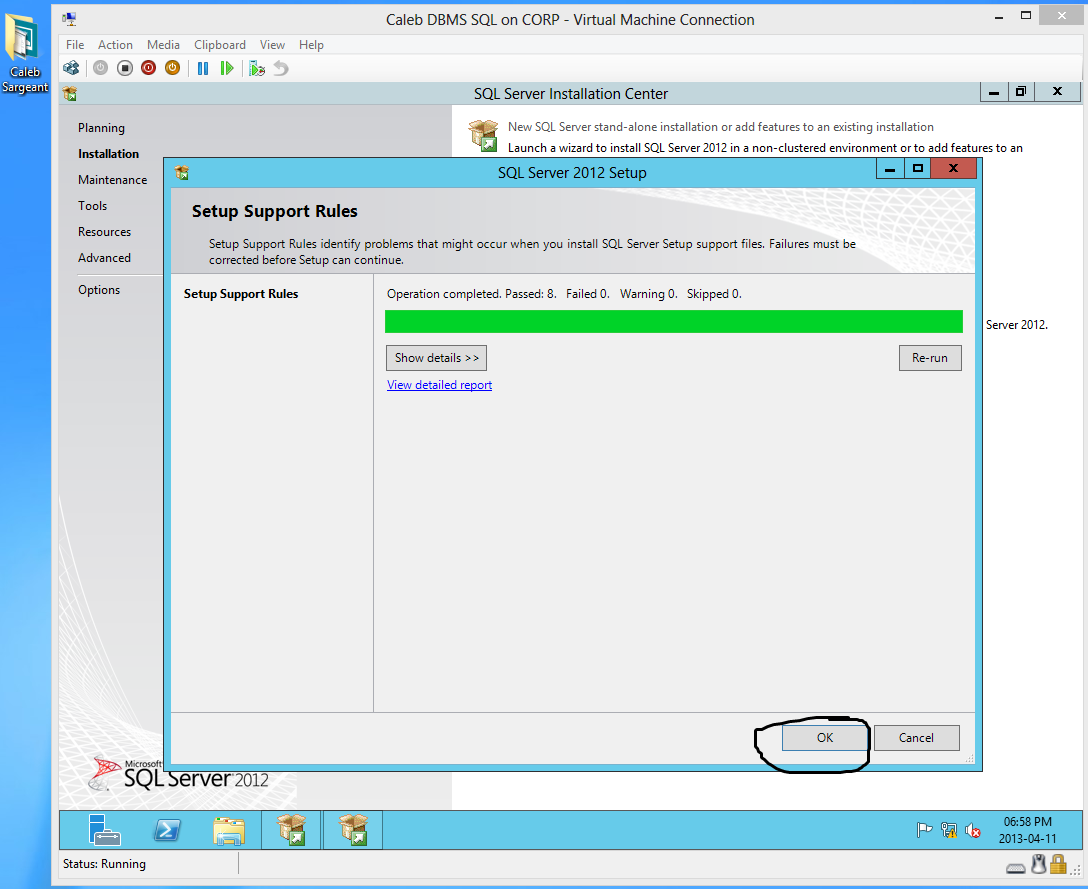 Caleb DBMS SQL on CORP - Virtual Machine Connection
Caleb
Sargeant
File Action Media Clipboard View Help
SQL Server Installation Center
Planning
Installation
Maintenance
Tools
Resources
Advanced
Options
New SQL Server stand-alone installation or add features to an existing installation
Launch a wizard to install SQL Server 2012 in a non-clustered environment or to add features to an
Server 2012.
SQL Server 2012 Setup
Setup Support Rules
Setup Support Rules identify problems that might occur when you install SQL Server Setup support files. Failures must be
corrected before Setup can continue.
Setup Support Rules
Operation completed. Passed: 8. Failed 0. Warning 0. Skipped 0.
Show details >>
Re-run
View detailed report
OK
Cancel
Microsoft
SQL Server 2012
06:58 PM
2013-04-11
Status: Running